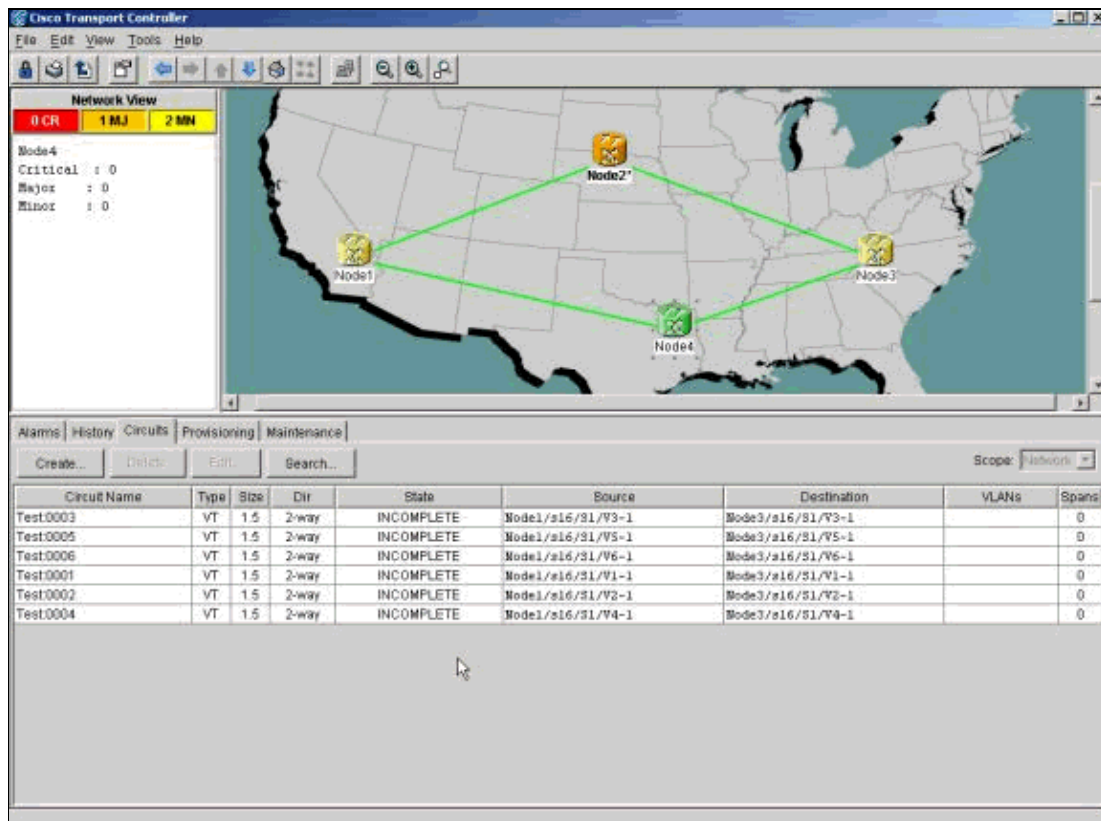 Cisco Transport Controller
File Edit View Tools Help
Network View
0 CR 1 MJ 2 MN
Node4
Critical : 0
Major : 0
Minor : 0
Node2*
Node1
Node3
Node4
Alarms History Circuits Provisioning Maintenance
Create... Delete Edit... Search... Scope: Network
Circuit Name Type Size Dir State Source Destination VLANs Spans
Test:0003 VT 1.5 2-way INCOMPLETE Node1/s16/S1/V3-1 Node3/s16/S1/V3-1 0
Test:0005 VT 1.5 2-way INCOMPLETE Node1/s16/S1/V5-1 Node3/s16/S1/V5-1 0
Test:0006 VT 1.5 2-way INCOMPLETE Node1/s16/S1/V6-1 Node3/s16/S1/V6-1 0
Test:0001 VT 1.5 2-way INCOMPLETE Node1/s16/S1/V1-1 Node3/s16/S1/V1-1 0
Test:0002 VT 1.5 2-way INCOMPLETE Node1/s16/S1/V2-1 Node3/s16/S1/V2-1 0
Test:0004 VT 1.5 2-way INCOMPLETE Node1/s16/S1/V4-1 Node3/s16/S1/V4-1 0